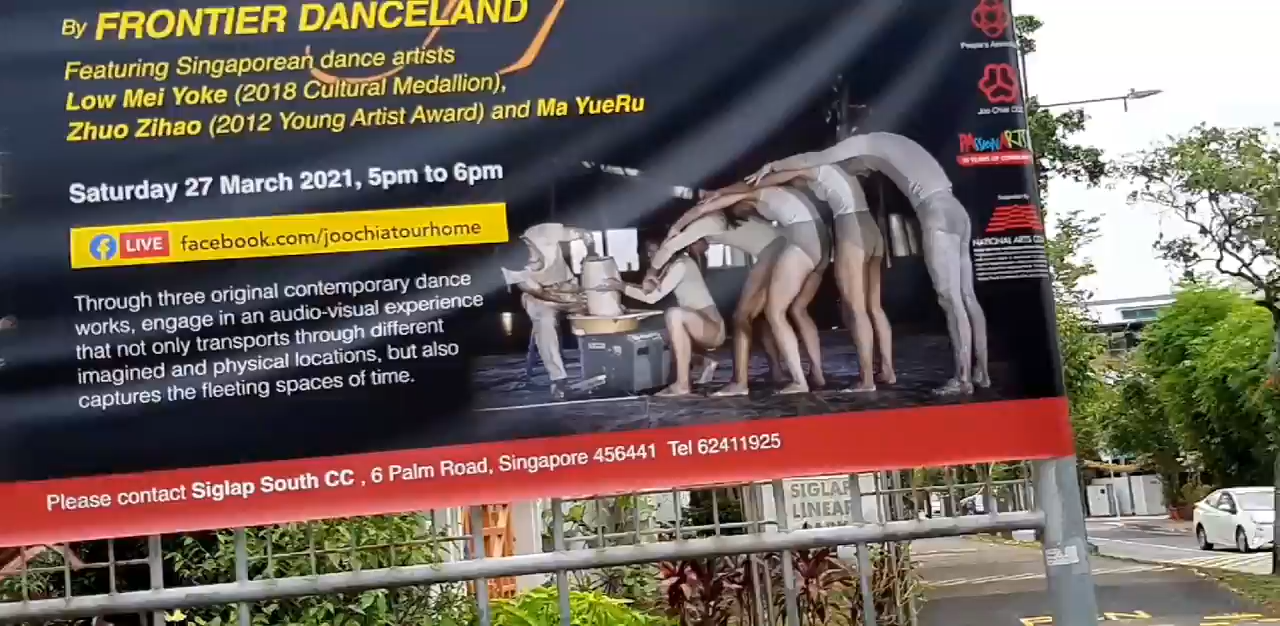 By FRONTIER DANCELAND
Featuring Singaporean dance artists
Low Mei Yoke (2018 Cultural Medallion),
Zhuo Zihao (2012 Young Artist Award) and Ma YueRu
Saturday 27 March 2021, 5pm to 6pm
LIVE facebook.com/joochiatourhome
Through three original contemporary dance
works, engage in an audio-visual experience
that not only transports through different
imagined and physical locations, but also
captures the fleeting spaces of time.
Please contact Siglap South CC , 6 Palm Road, Singapore 456441 Tel 62411925
People's
Joo Chiat
PAssionARTS
NATIONAL ARTS
SIGLAP
LINEAR